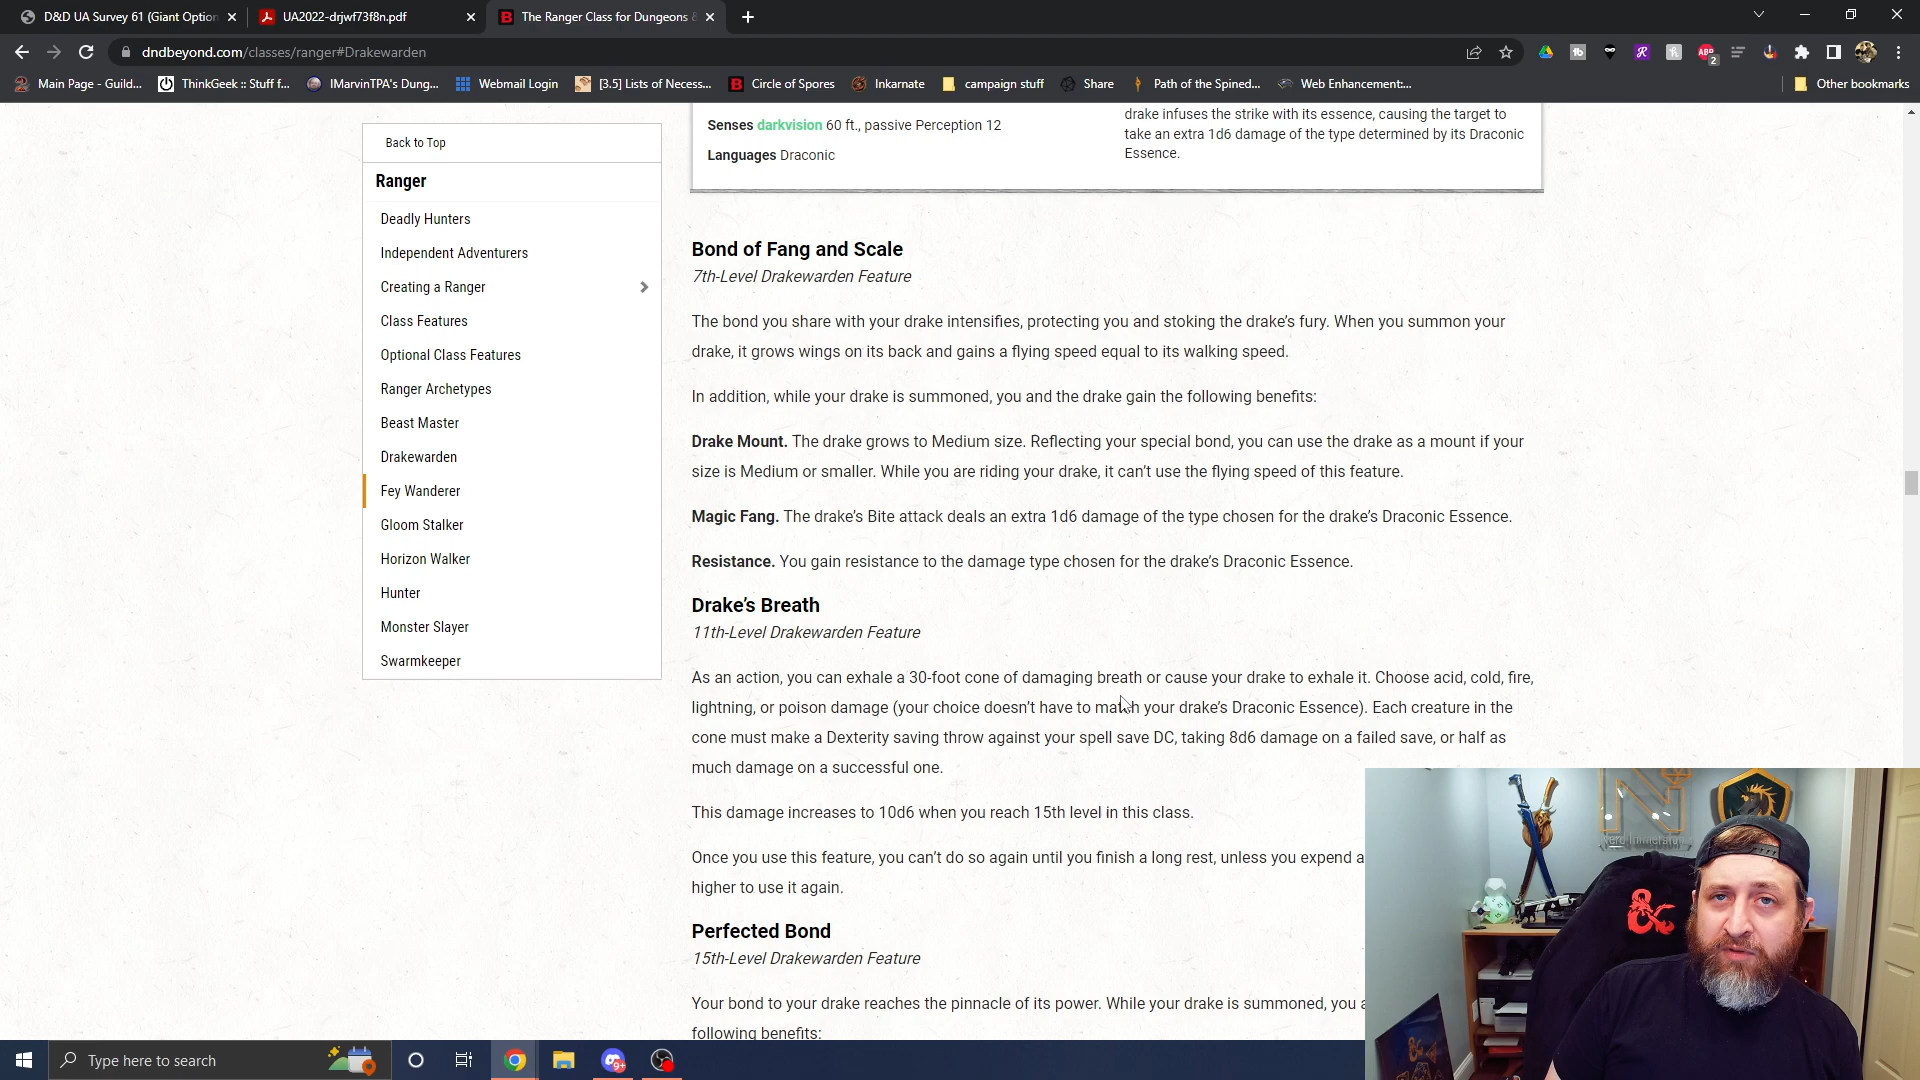 D&D UA Survey 61 (Giant Option
UA2022-drjwf73f8n.pdf
The Ranger Class for Dungeons &
dndbeyond.com/classes/ranger#Drakewarden
Main Page - Guild...
ThinkGeek :: Stuff f...
IMarvinTPA's Dung...
Webmail Login
[3.5] Lists of Necess...
Circle of Spores
Inkarnate
campaign stuff
Share
Path of the Spined...
Web Enhancement:...
Other bookmarks
Back to Top
Ranger
Deadly Hunters
Independent Adventurers
Creating a Ranger
Class Features
Optional Class Features
Ranger Archetypes
Beast Master
Drakewarden
Fey Wanderer
Gloom Stalker
Horizon Walker
Hunter
Monster Slayer
Swarmkeeper
Senses darkvision 60 ft., passive Perception 12
Languages Draconic
drake infuses the strike with its essence, causing the target to
take an extra 1d6 damage of the type determined by its Draconic
Essence.
Bond of Fang and Scale
7th-Level Drakewarden Feature
The bond you share with your drake intensifies, protecting you and stoking the drake's fury. When you summon your
drake, it grows wings on its back and gains a flying speed equal to its walking speed.
In addition, while your drake is summoned, you and the drake gain the following benefits:
Drake Mount. The drake grows to Medium size. Reflecting your special bond, you can use the drake as a mount if your
size is Medium or smaller. While you are riding your drake, it can't use the flying speed of this feature.
Magic Fang. The drake's Bite attack deals an extra 1d6 damage of the type chosen for the drake's Draconic Essence.
Resistance. You gain resistance to the damage type chosen for the drake's Draconic Essence.
Drake's Breath
11th-Level Drakewarden Feature
As an action, you can exhale a 30-foot cone of damaging breath or cause your drake to exhale it. Choose acid, cold, fire,
lightning, or poison damage (your choice doesn't have to match your drake's Draconic Essence). Each creature in the
cone must make a Dexterity saving throw against your spell save DC, taking 8d6 damage on a failed save, or half as
much damage on a successful one.
This damage increases to 10d6 when you reach 15th level in this class.
Once you use this feature, you can't do so again until you finish a long rest, unless you expend a
higher to use it again.
Perfected Bond
15th-Level Drakewarden Feature
Your bond to your drake reaches the pinnacle of its power. While your drake is summoned, you a
following benefits:
Nerd Immersion
Type here to search